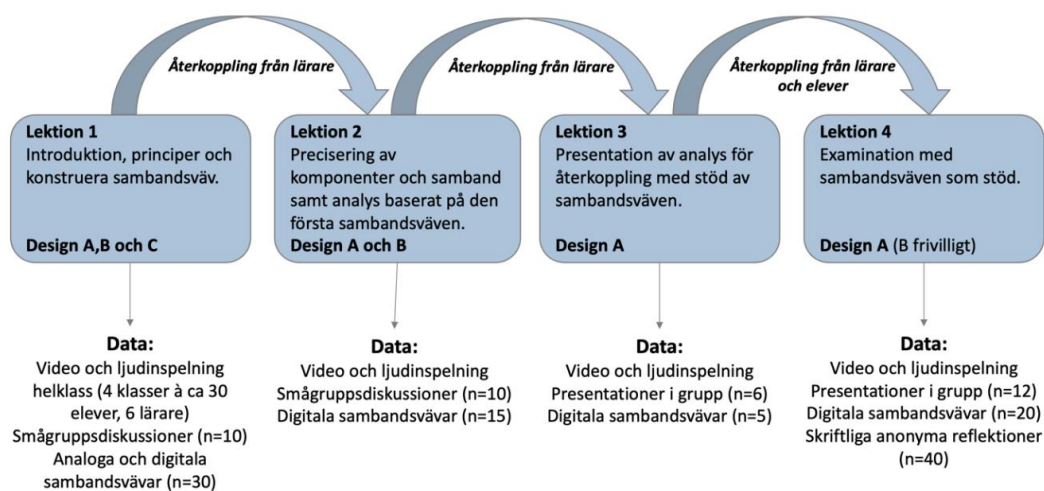 Återkoppling från lärare
Återkoppling från lärare
Återkoppling från lärare
och elever
Lektion 1
Introduktion, principer och
konstruera sambandsväv.
Design A,B och C
Lektion 2
Precisering av
komponenter och samband
samt analys baserat på den
första sambandsväven.
Design A och B
Lektion 3
Presentation av analys för
återkoppling med stöd av
sambandsväven.
Design A
Lektion 4
Examination med
sambandsväven som stöd.
Design A (B frivilligt)
Data:
Video och ljudinspelning
helklass (4 klasser à ca 30
elever, 6 lärare)
Smågruppsdiskussioner (n=10)
Analoga och digitala
sambandsvävar (n=30)
Data:
Video och ljudinspelning
Smågruppsdiskussioner (n=10)
Digitala sambandsvävar (n=15)
Data:
Video och ljudinspelning
Presentationer i grupp (n=6)
Digitala sambandsvävar (n=5)
Data:
Video och ljudinspelning
Presentationer i grupp (n=12)
Digitala sambandsvävar (n=20)
Skriftliga anonyma reflektioner
(n=40)